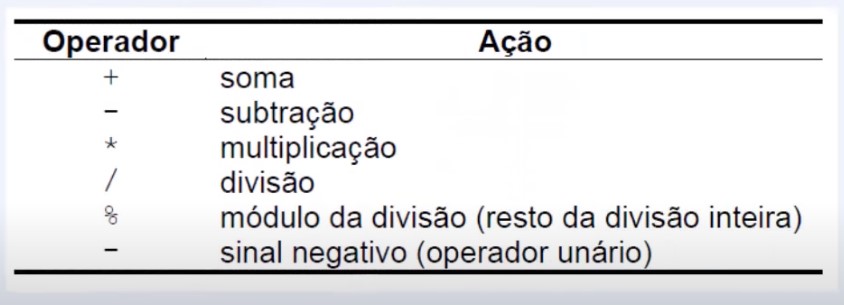 Operador Ação
+ soma
- subtração
* multiplicação
/ divisão
% módulo da divisão (resto da divisão inteira)
- sinal negativo (operador unário)